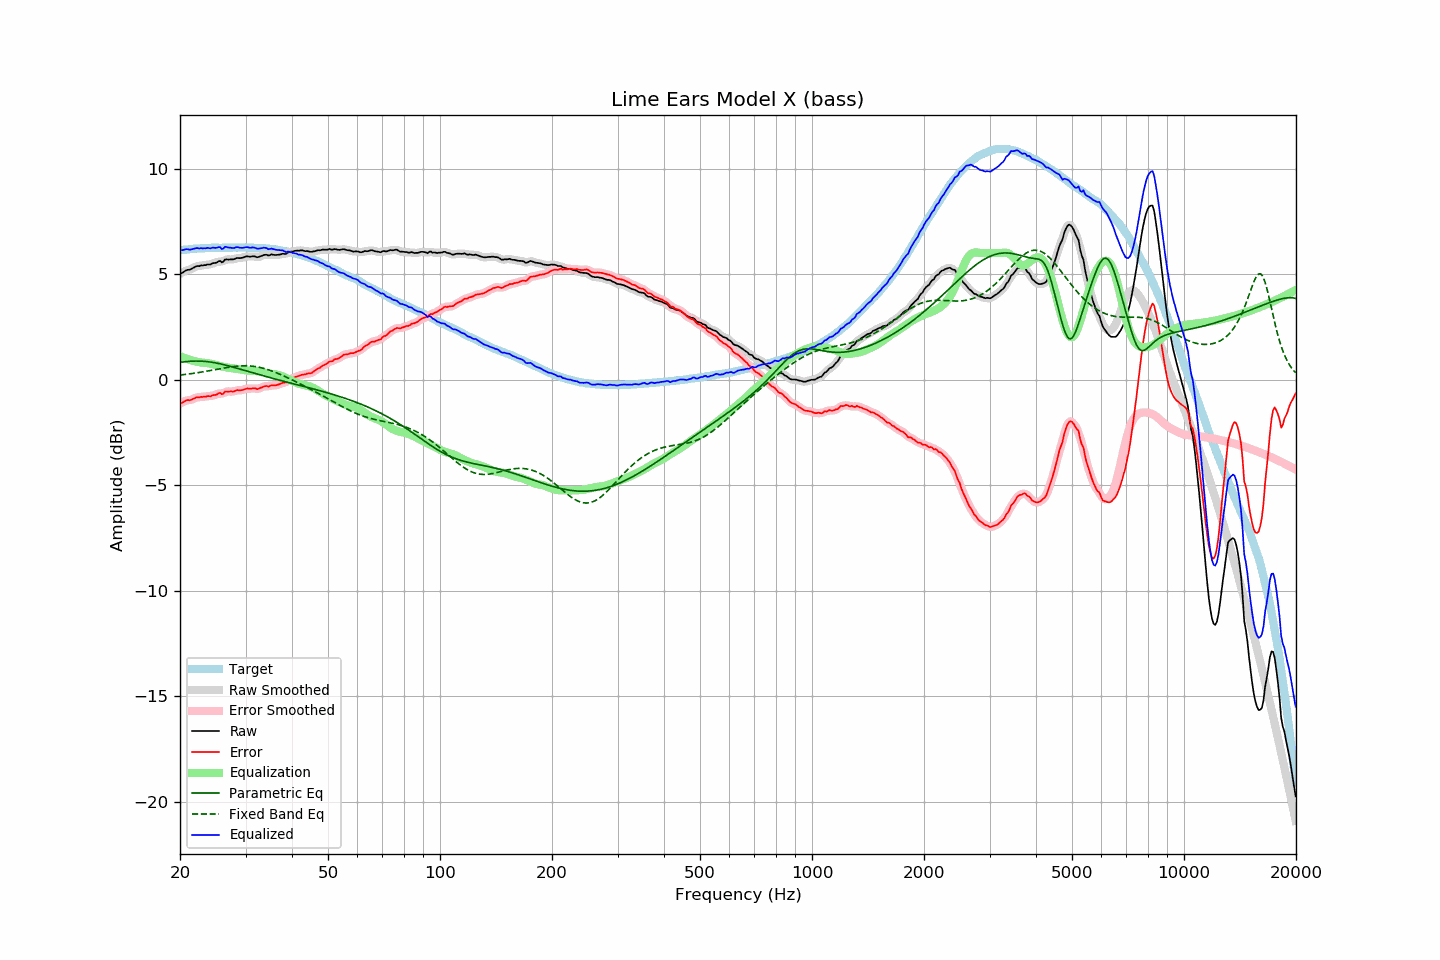 Lime Ears Model X (bass)
Amplitude (dBr)
10
5
0
−5
−10
−15
−20
Target
Raw Smoothed
Error Smoothed
Raw
Error
Equalization
Parametric Eq
Fixed Band Eq
Equalized
20 50 100 200 500 1000 2000 5000 10000 20000
Frequency (Hz)